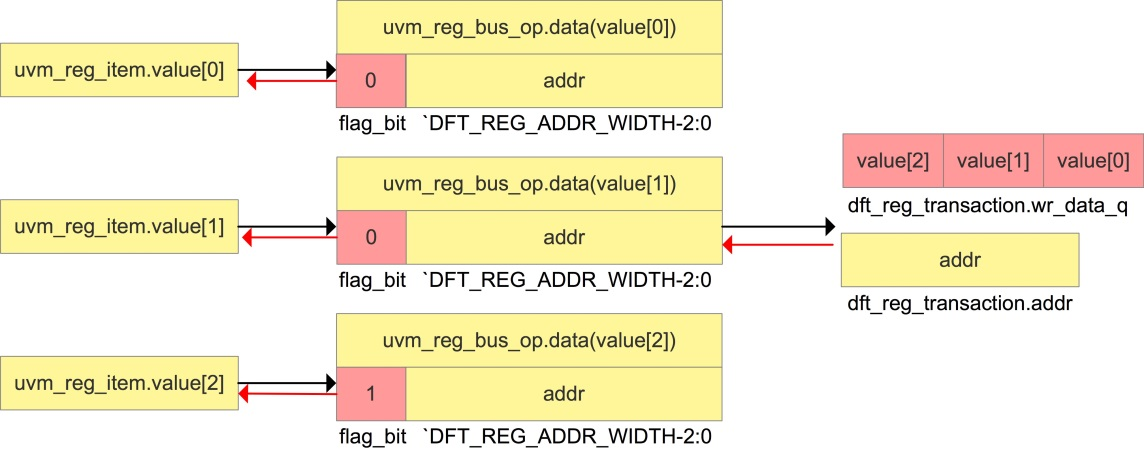 uvm_reg_bus_op.data(value[0])
uvm_reg_item.value[0]
0 addr
flag_bit `DFT_REG_ADDR_WIDTH-2:0
uvm_reg_bus_op.data(value[1])
uvm_reg_item.value[1]
0 addr
flag_bit `DFT_REG_ADDR_WIDTH-2:0
value[2] value[1] value[0]
dft_reg_transaction.wr_data_q
addr
dft_reg_transaction.addr
uvm_reg_bus_op.data(value[2])
uvm_reg_item.value[2]
1 addr
flag_bit `DFT_REG_ADDR_WIDTH-2:0